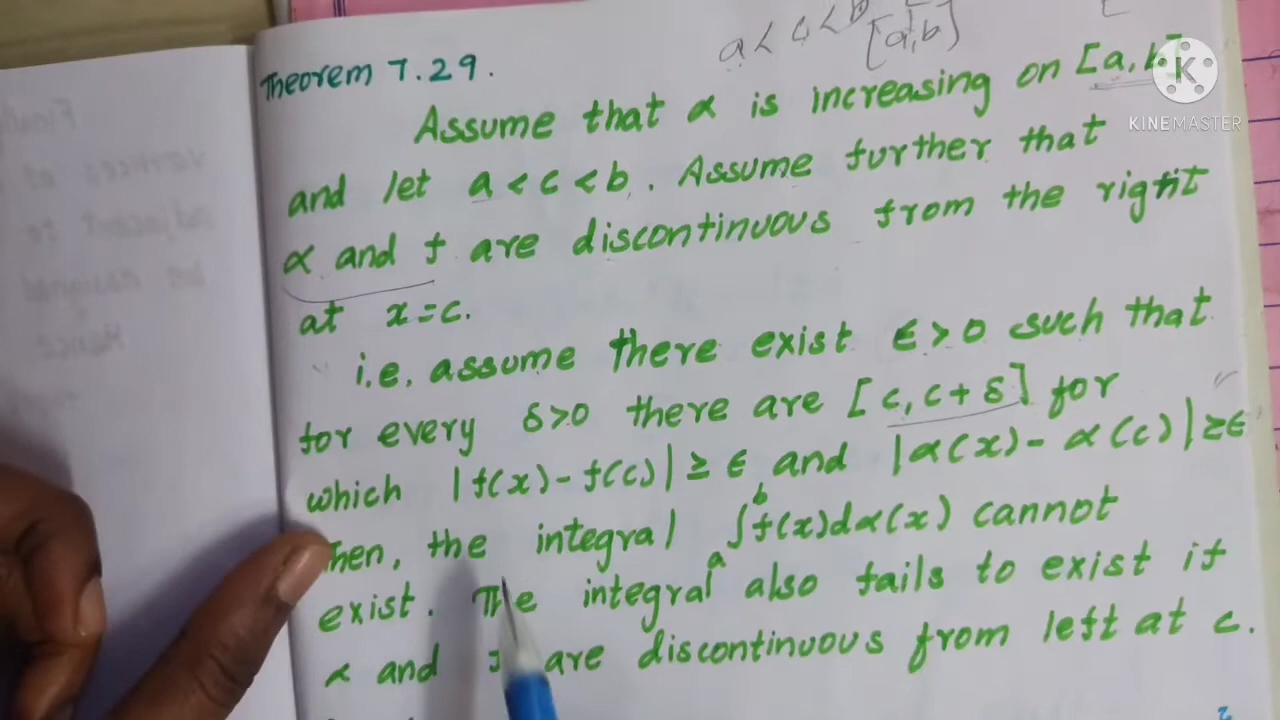 a < c < b
[a,b]
Theorem 7.29.
Assume that α is increasing on [a, b]
K
KINEMASTER
and let a < c < b. Assume further that
α and f are discontinuous from the right
at x = c.
i.e. assume there exist ε > 0 such that
for every δ>0 there are [c, c + δ] for
which |f(x) - f(c)| ≥ ε and |α(x) - α(c)| ≥ ε
Then, the integral ∫ₐᵇ f(x)dα(x) cannot
exist. The integral also fails to exist if
α and f are discontinuous from left at c.